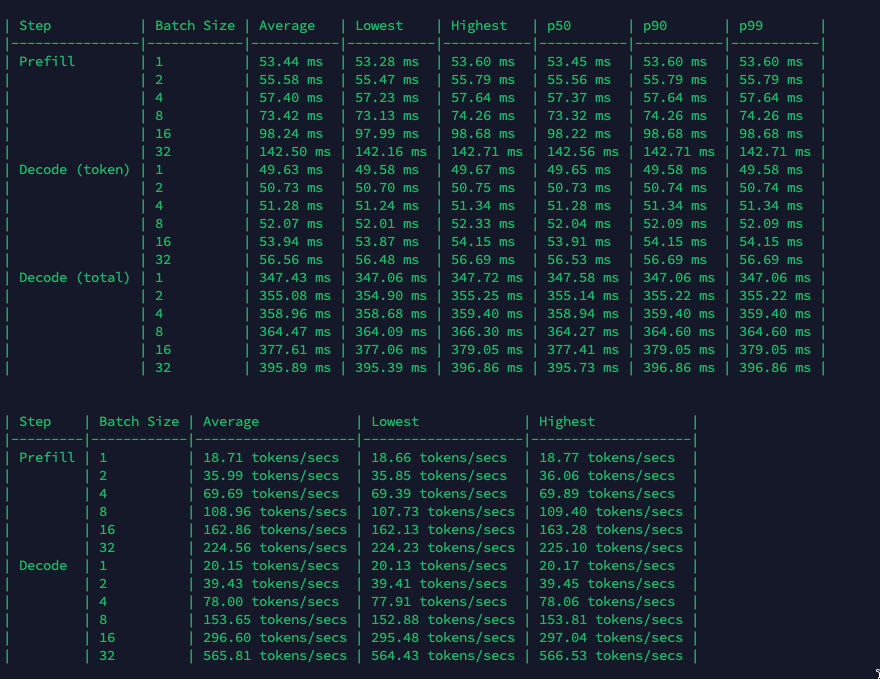 | Step           | Batch Size | Average   | Lowest    | Highest   | p50       | p90       | p99       |
|----------------|------------|-----------|-----------|-----------|-----------|-----------|-----------|
| Prefill        | 1          | 53.44 ms  | 53.28 ms  | 53.60 ms  | 53.45 ms  | 53.60 ms  | 53.60 ms  |
|                | 2          | 55.58 ms  | 55.47 ms  | 55.79 ms  | 55.56 ms  | 55.79 ms  | 55.79 ms  |
|                | 4          | 57.40 ms  | 57.23 ms  | 57.64 ms  | 57.37 ms  | 57.64 ms  | 57.64 ms  |
|                | 8          | 73.42 ms  | 73.13 ms  | 74.26 ms  | 73.32 ms  | 74.26 ms  | 74.26 ms  |
|                | 16         | 98.24 ms  | 97.99 ms  | 98.68 ms  | 98.22 ms  | 98.68 ms  | 98.68 ms  |
|                | 32         | 142.50 ms | 142.16 ms | 142.71 ms | 142.56 ms | 142.71 ms | 142.71 ms |
| Decode (token) | 1          | 49.63 ms  | 49.58 ms  | 49.67 ms  | 49.65 ms  | 49.58 ms  | 49.58 ms  |
|                | 2          | 50.73 ms  | 50.70 ms  | 50.75 ms  | 50.73 ms  | 50.74 ms  | 50.74 ms  |
|                | 4          | 51.28 ms  | 51.24 ms  | 51.34 ms  | 51.28 ms  | 51.34 ms  | 51.34 ms  |
|                | 8          | 52.07 ms  | 52.01 ms  | 52.33 ms  | 52.04 ms  | 52.09 ms  | 52.09 ms  |
|                | 16         | 53.94 ms  | 53.87 ms  | 54.15 ms  | 53.91 ms  | 54.15 ms  | 54.15 ms  |
|                | 32         | 56.56 ms  | 56.48 ms  | 56.69 ms  | 56.53 ms  | 56.69 ms  | 56.69 ms  |
| Decode (total) | 1          | 347.43 ms | 347.06 ms | 347.72 ms | 347.58 ms | 347.06 ms | 347.06 ms |
|                | 2          | 355.08 ms | 354.90 ms | 355.25 ms | 355.14 ms | 355.22 ms | 355.22 ms |
|                | 4          | 358.96 ms | 358.68 ms | 359.40 ms | 358.94 ms | 359.40 ms | 359.40 ms |
|                | 8          | 364.47 ms | 364.09 ms | 366.30 ms | 364.27 ms | 364.60 ms | 364.60 ms |
|                | 16         | 377.61 ms | 377.06 ms | 379.05 ms | 377.41 ms | 379.05 ms | 379.05 ms |
|                | 32         | 395.89 ms | 395.39 ms | 396.86 ms | 395.73 ms | 396.86 ms | 396.86 ms |

| Step    | Batch Size | Average            | Lowest             | Highest            |
|---------|------------|--------------------|--------------------|--------------------|
| Prefill | 1          | 18.71 tokens/secs  | 18.66 tokens/secs  | 18.77 tokens/secs  |
|         | 2          | 35.99 tokens/secs  | 35.85 tokens/secs  | 36.06 tokens/secs  |
|         | 4          | 69.69 tokens/secs  | 69.39 tokens/secs  | 69.89 tokens/secs  |
|         | 8          | 108.96 tokens/secs | 107.73 tokens/secs | 109.40 tokens/secs |
|         | 16         | 162.86 tokens/secs | 162.13 tokens/secs | 163.28 tokens/secs |
|         | 32         | 224.56 tokens/secs | 224.23 tokens/secs | 225.10 tokens/secs |
| Decode  | 1          | 20.15 tokens/secs  | 20.13 tokens/secs  | 20.17 tokens/secs  |
|         | 2          | 39.43 tokens/secs  | 39.41 tokens/secs  | 39.45 tokens/secs  |
|         | 4          | 78.00 tokens/secs  | 77.91 tokens/secs  | 78.06 tokens/secs  |
|         | 8          | 153.65 tokens/secs | 152.88 tokens/secs | 153.81 tokens/secs |
|         | 16         | 296.60 tokens/secs | 295.48 tokens/secs | 297.04 tokens/secs |
|         | 32         | 565.81 tokens/secs | 564.43 tokens/secs | 566.53 tokens/secs |